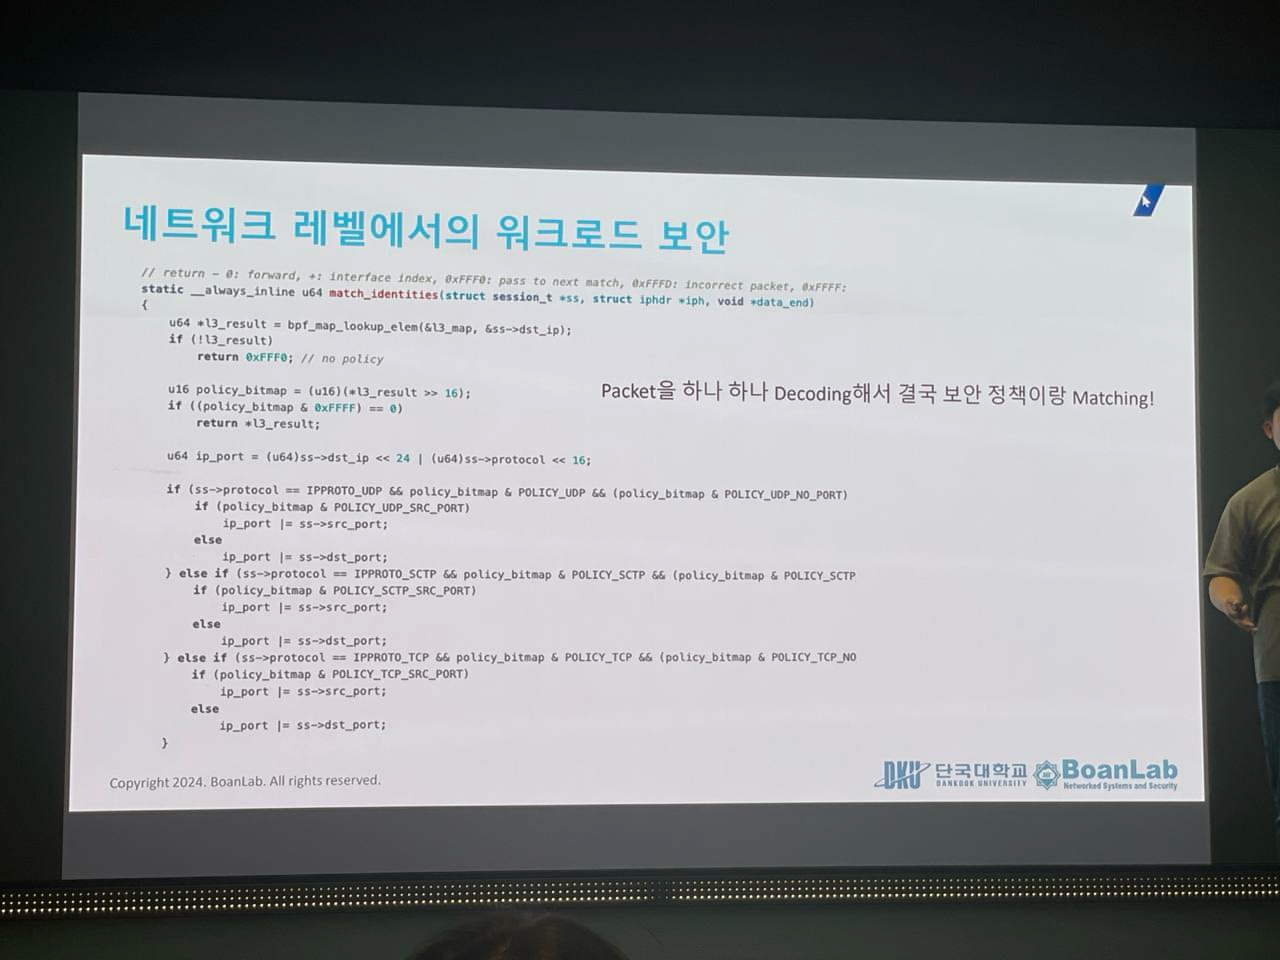 네트워크 레벨에서의 워크로드 보안
// return – 0: forward, +: interface index, 0xFFF0: pass to next match, 0xFFFD: incorrect packet, 0xFFFF:
static __always_inline u64 match_identities(struct session_t *ss, struct iphdr *iph, void *data_end)
{
u64 *l3_result = bpf_map_lookup_elem(&l3_map, &ss->dst_ip);
if (!l3_result)
return 0xFFF0; // no policy
u16 policy_bitmap = (u16)(*l3_result >> 16);
if ((policy_bitmap & 0xFFFF) == 0)
return *l3_result;
Packet을 하나 하나 Decoding해서 결국 보안 정책이랑 Matching!
u64 ip_port = (u64)ss->dst_ip << 24 | (u64)ss->protocol << 16;
if (ss->protocol == IPPROTO_UDP && policy_bitmap & POLICY_UDP && (policy_bitmap & POLICY_UDP_NO_PORT)
if (policy_bitmap & POLICY_UDP_SRC_PORT)
ip_port |= ss->src_port;
else
ip_port |= ss->dst_port;
} else if (ss->protocol == IPPROTO_SCTP && policy_bitmap & POLICY_SCTP && (policy_bitmap & POLICY_SCTP
if (policy_bitmap & POLICY_SCTP_SRC_PORT)
ip_port |= ss->src_port;
else
ip_port |= ss->dst_port;
} else if (ss->protocol == IPPROTO_TCP && policy_bitmap & POLICY_TCP && (policy_bitmap & POLICY_TCP_NO
if (policy_bitmap & POLICY_TCP_SRC_PORT)
ip_port |= ss->src_port;
else
ip_port |= ss->dst_port;
}
Copyright 2024. BoanLab. All rights reserved.
DKU 단국대학교
DANKOOK UNIVERSITY
BoanLab
Networked Systems and Security